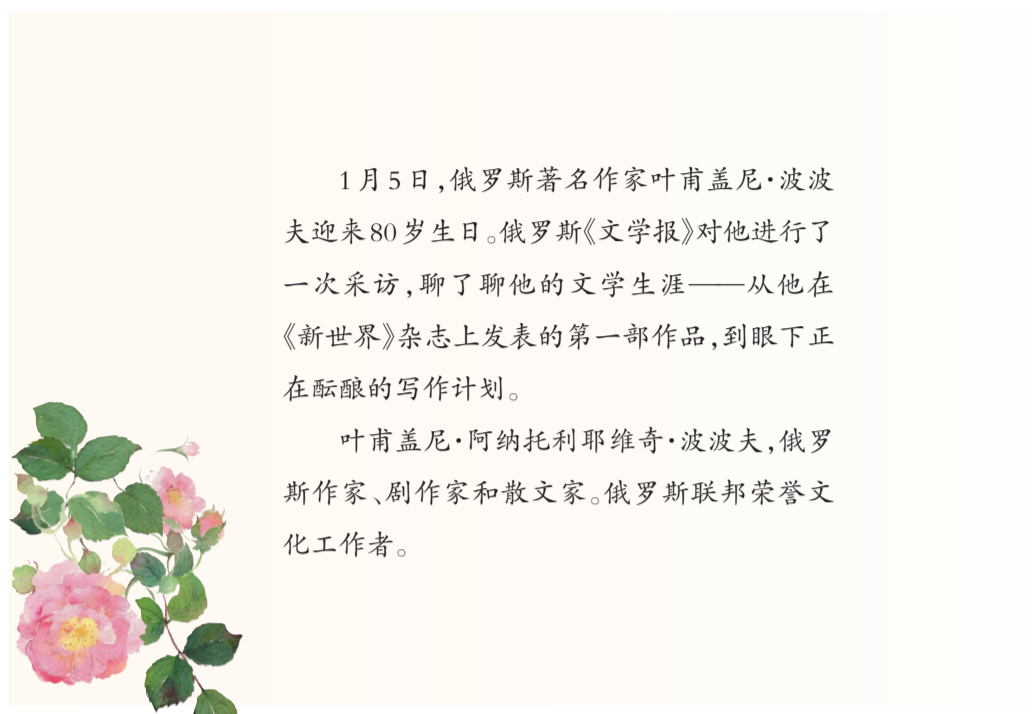 1月5日,俄罗斯著名作家叶甫盖尼·波波
夫迎来80岁生日。俄罗斯《文学报》对他进行了
一次采访,聊了聊他的文学生涯——从他在
《新世界》杂志上发表的第一部作品,到眼下正
在酝酿的写作计划。
叶甫盖尼·阿纳托利耶维奇·波波夫,俄罗
斯作家、剧作家和散文家。俄罗斯联邦荣誉文
化工作者。